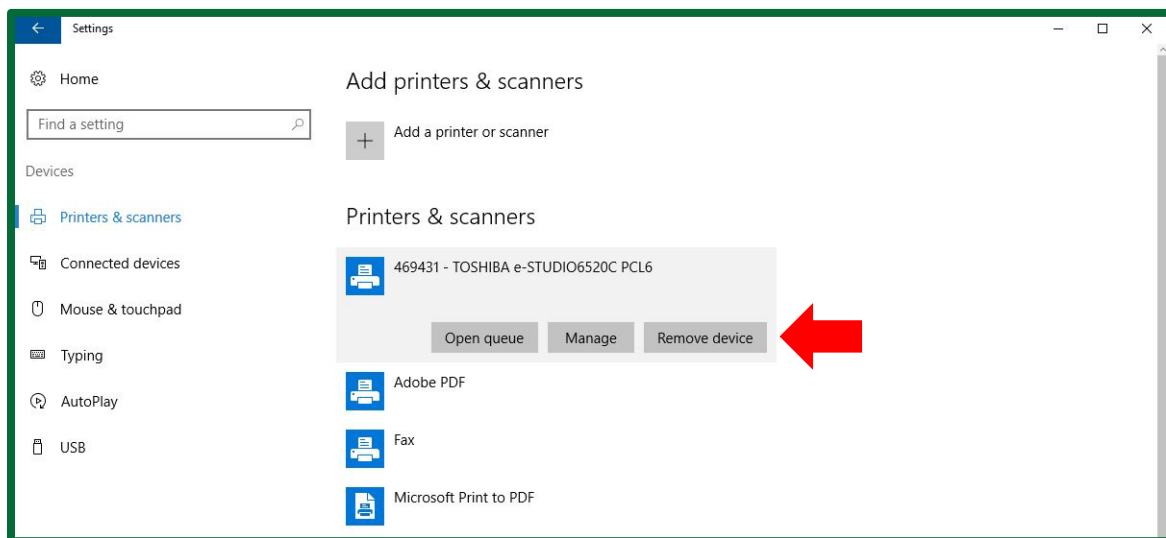 Settings
Home
Add printers & scanners
Find a setting
Add a printer or scanner
Devices
Printers & scanners
Printers & scanners
Connected devices
469431 - TOSHIBA e-STUDIO6520C PCL6
Mouse & touchpad
Open queue Manage Remove device
Typing
Adobe PDF
AutoPlay
Fax
USB
Microsoft Print to PDF